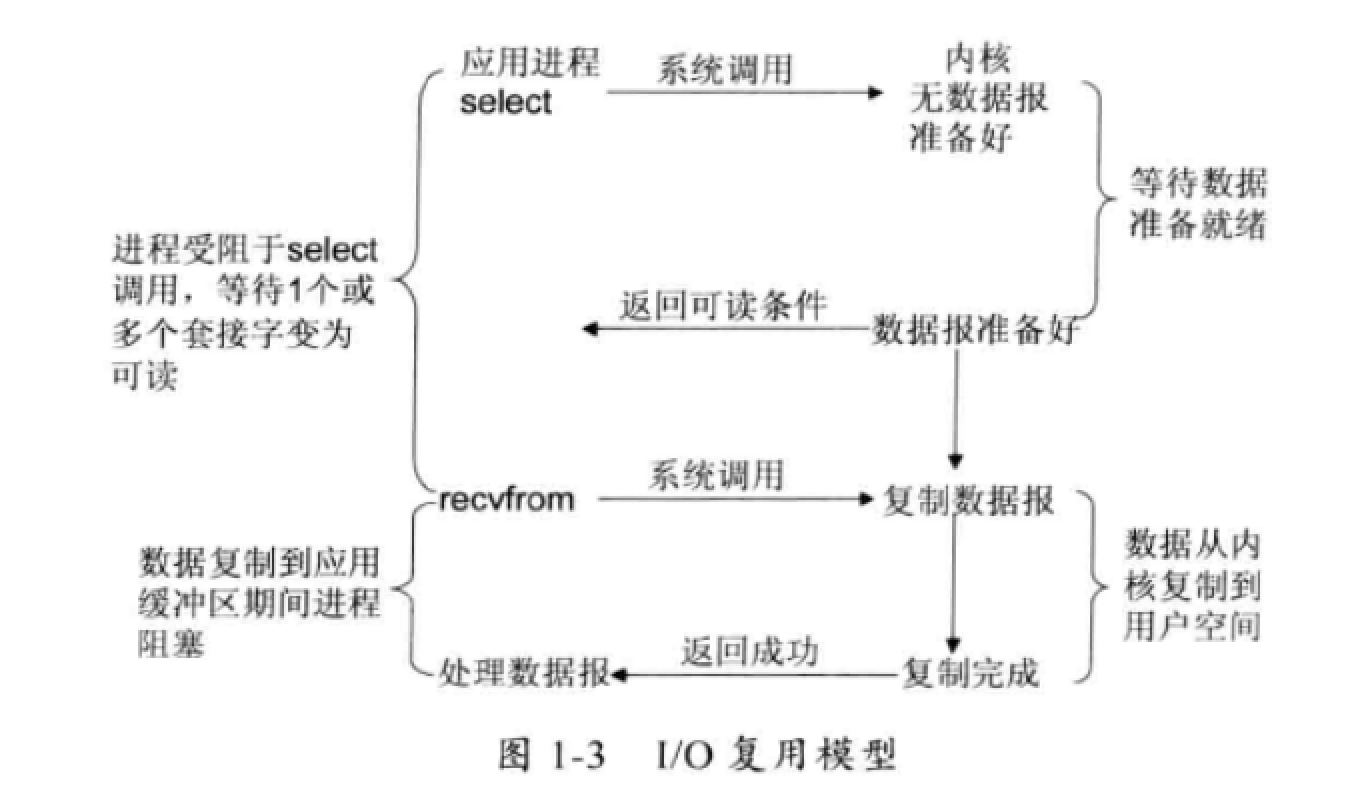 应用进程
select
系统调用
内核
无数据报
准备好
等待数据
准备就绪
进程受阻于select
调用，等待1个或
多个套接字变为
可读
返回可读条件
数据报准备好
recvfrom
系统调用
复制数据报
数据复制到应用
缓冲区期间进程
阻塞
数据从内
核复制到
用户空间
处理数据报
返回成功
复制完成
图 1-3 I/O 复用模型